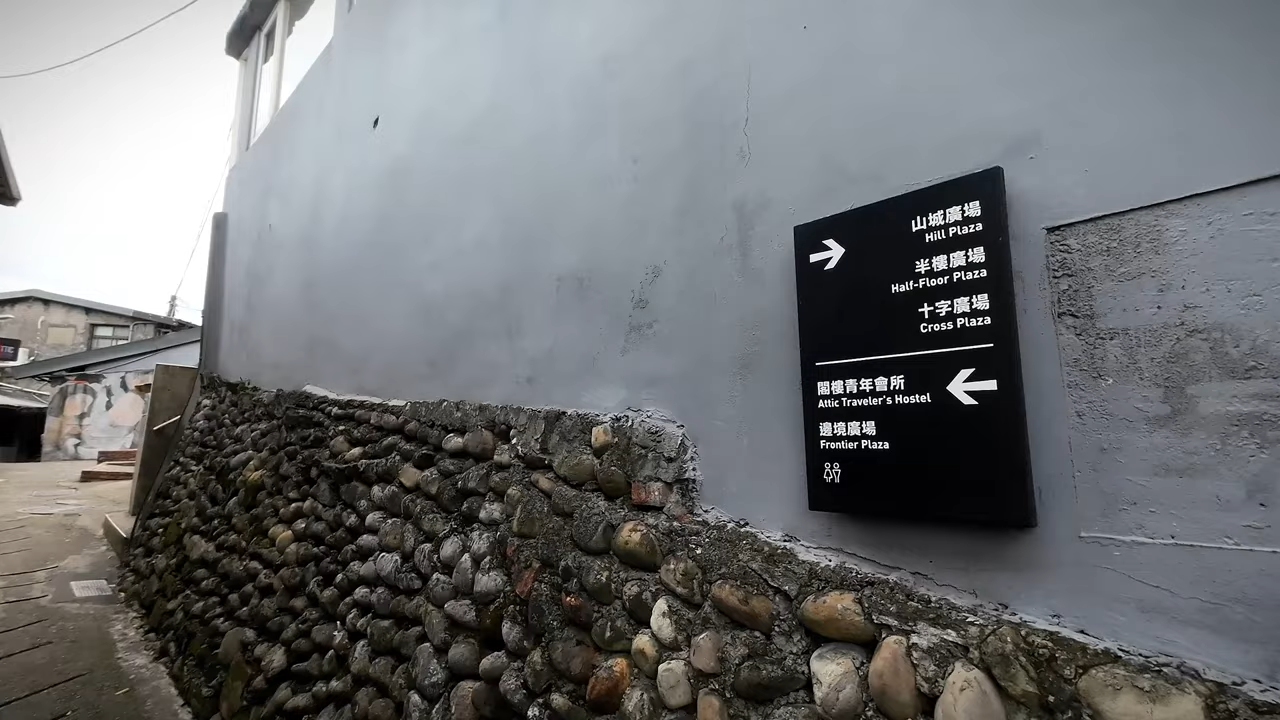 山城廣場
Hill Plaza
半樓廣場
Half-Floor Plaza
十字廣場
Cross Plaza
閣樓青年會所
Attic Traveler's Hostel
邊境廣場
Frontier Plaza